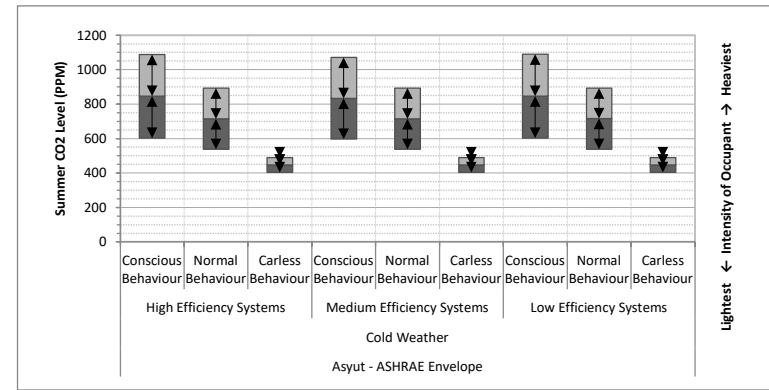 1200
1000
800
600
400
200
0
Summer CO2 Level (PPM)
Conscious Behaviour
Normal Behaviour
Carless Behaviour
Conscious Behaviour
Normal Behaviour
Carless Behaviour
Conscious Behaviour
Normal Behaviour
Carless Behaviour
High Efficiency Systems
Medium Efficiency Systems
Low Efficiency Systems
Cold Weather
Asyut - ASHRAE Envelope
Lightest ← Intensity of Occupant → Heaviest